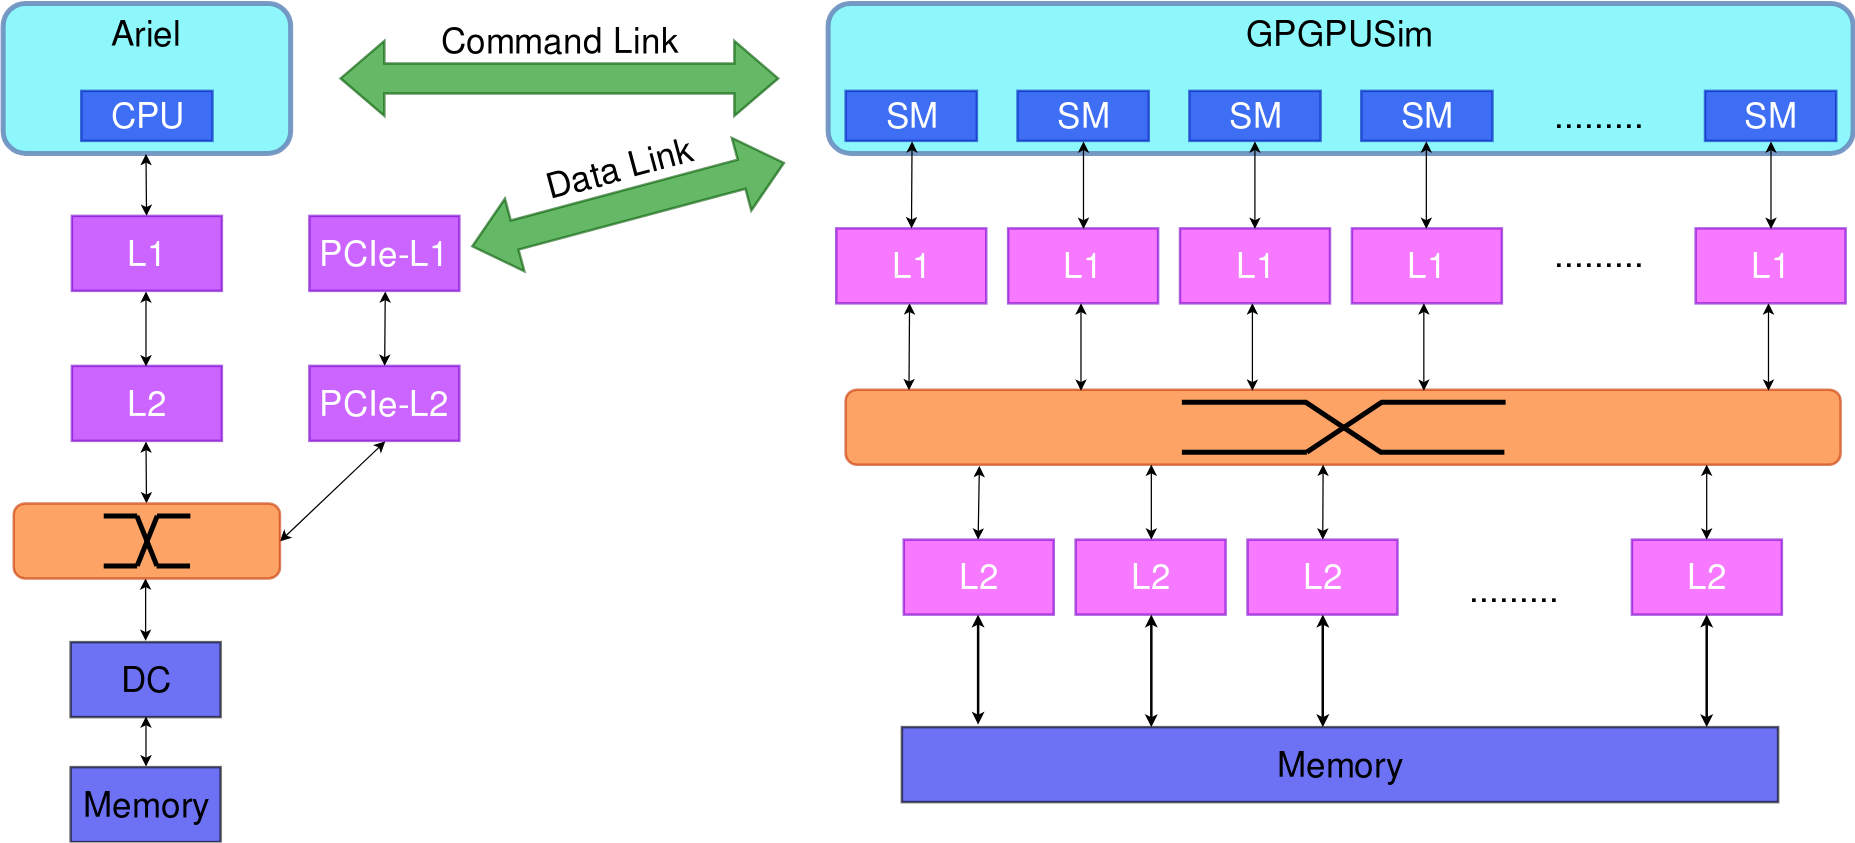 Ariel
Command Link
GPGPUSim
CPU
SM SM SM SM ......... SM
Data Link
L1 PCIe-L1
L1 L1 L1 L1 ......... L1
L2 PCIe-L2
L2 L2 L2 ......... L2
DC
Memory
Memory